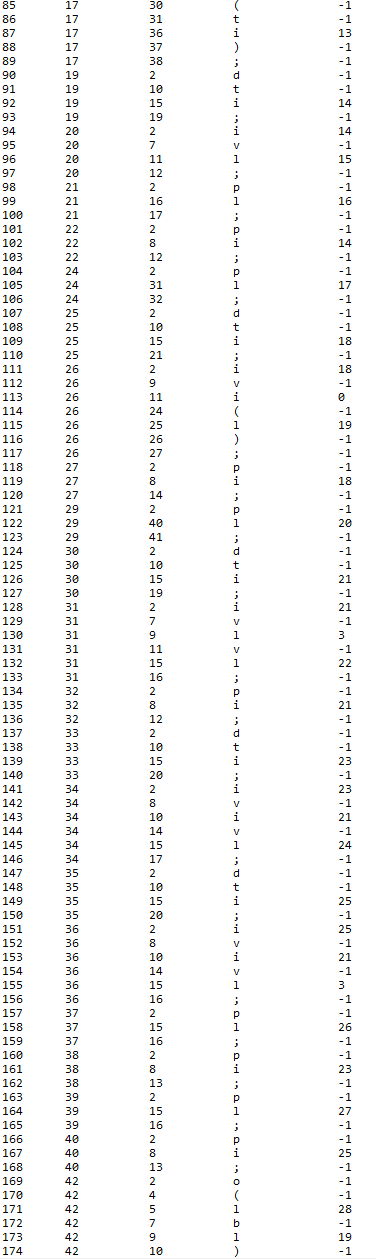 85 17 30 ( -1
86 17 31 t -1
87 17 36 i 13
88 17 37 ) -1
89 17 38 ; -1
90 19 2 d -1
91 19 10 t -1
92 19 15 i 14
93 19 19 ; -1
94 20 2 i 14
95 20 7 v -1
96 20 11 l 15
97 20 12 ; -1
98 21 2 p -1
99 21 16 l 16
100 21 17 ; -1
101 22 2 p -1
102 22 8 i 14
103 22 12 ; -1
104 24 2 p -1
105 24 31 l 17
106 24 32 ; -1
107 25 2 d -1
108 25 10 t -1
109 25 15 i 18
110 25 21 ; -1
111 26 2 i 18
112 26 9 v -1
113 26 11 i 0
114 26 24 ( -1
115 26 25 l 19
116 26 26 ) -1
117 26 27 ; -1
118 27 2 p -1
119 27 8 i 18
120 27 14 ; -1
121 29 2 p -1
122 29 40 l 20
123 29 41 ; -1
124 30 2 d -1
125 30 10 t -1
126 30 15 i 21
127 30 19 ; -1
128 31 2 i 21
129 31 7 v -1
130 31 9 l 3
131 31 11 v -1
132 31 15 l 22
133 31 16 ; -1
134 32 2 p -1
135 32 8 i 21
136 32 12 ; -1
137 33 2 d -1
138 33 10 t -1
139 33 15 i 23
140 33 20 ; -1
141 34 2 i 23
142 34 8 v -1
143 34 10 i 21
144 34 14 v -1
145 34 15 l 24
146 34 17 ; -1
147 35 2 d -1
148 35 10 t -1
149 35 15 i 25
150 35 20 ; -1
151 36 2 i 25
152 36 8 v -1
153 36 10 i 21
154 36 14 v -1
155 36 15 l 3
156 36 16 ; -1
157 37 2 p -1
158 37 15 l 26
159 37 16 ; -1
160 38 2 p -1
161 38 8 i 23
162 38 13 ; -1
163 39 2 p -1
164 39 15 l 27
165 39 16 ; -1
166 40 2 p -1
167 40 8 i 25
168 40 13 ; -1
169 42 2 o -1
170 42 4 ( -1
171 42 5 l 28
172 42 7 b -1
173 42 9 l 19
174 42 10 ) -1